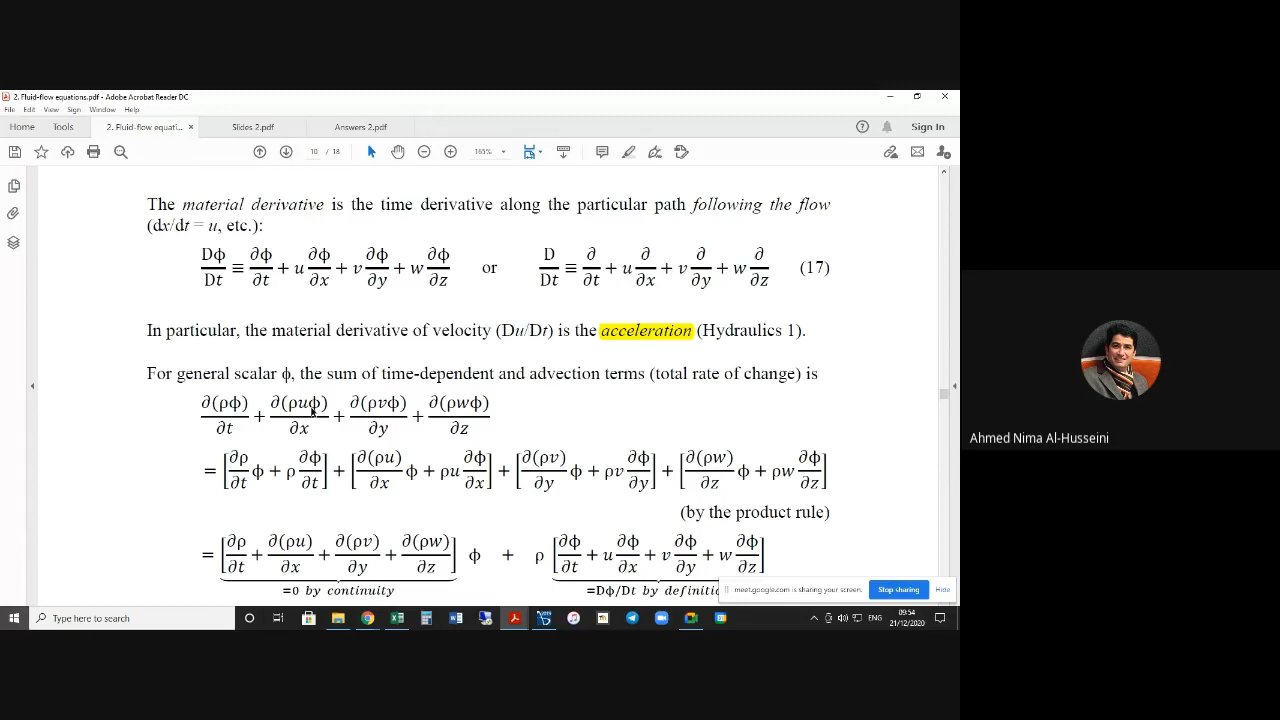 2. Fluid-flow equations.pdf - Adobe Acrobat Reader DC
File Edit View Sign Window Help
Home Tools 2. Fluid-flow equati... × Slides 2.pdf Answers 2.pdf Sign In
10 / 18 165%
The material derivative is the time derivative along the particular path following the flow
(dx/dt = u, etc.):
Dϕ/Dt ≡ ∂ϕ/∂t + u ∂ϕ/∂x + v ∂ϕ/∂y + w ∂ϕ/∂z or D/Dt ≡ ∂/∂t + u ∂/∂x + v ∂/∂y + w ∂/∂z (17)
In particular, the material derivative of velocity (Du/Dt) is the acceleration (Hydraulics 1).
For general scalar ϕ, the sum of time-dependent and advection terms (total rate of change) is
∂(ρϕ)/∂t + ∂(ρuϕ)/∂x + ∂(ρvϕ)/∂y + ∂(ρwϕ)/∂z
= [∂ρ/∂t ϕ + ρ ∂ϕ/∂t] + [∂(ρu)/∂x ϕ + ρu ∂ϕ/∂x] + [∂(ρv)/∂y ϕ + ρv ∂ϕ/∂y] + [∂(ρw)/∂z ϕ + ρw ∂ϕ/∂z]
(by the product rule)
= [∂ρ/∂t + ∂(ρu)/∂x + ∂(ρv)/∂y + ∂(ρw)/∂z] ϕ + ρ [∂ϕ/∂t + u ∂ϕ/∂x + v ∂ϕ/∂y + w ∂ϕ/∂z]
=0 by continuity =Dϕ/Dt by definitio
meet.google.com is sharing your screen. Stop sharing Hide
Type here to search ENG 09:54
21/12/2020
Ahmed Nima Al-Husseini